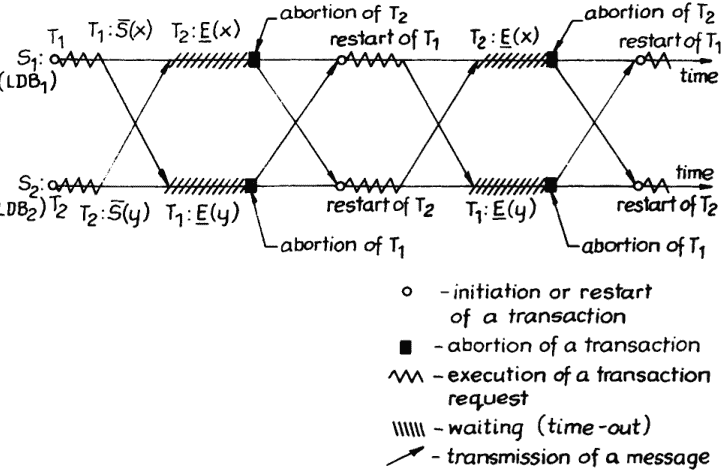 abortion of T₂
abortion of T₂
T₁ T₁:S̅(x) T₂:E̲(x) restart of T₁ T₂:E̲(x) restart of T₁
S₁:
(LDB₁)
time
time
S₂:
LDB₂) T₂ T₂:S̅(y) T₁:E̲(y) restart of T₂ T₁:E̲(y) restart of T₂
abortion of T₁
abortion of T₁
- initiation or restart
of a transaction
- abortion of a transaction
- execution of a transaction
request
- waiting (time-out)
- transmission of a message